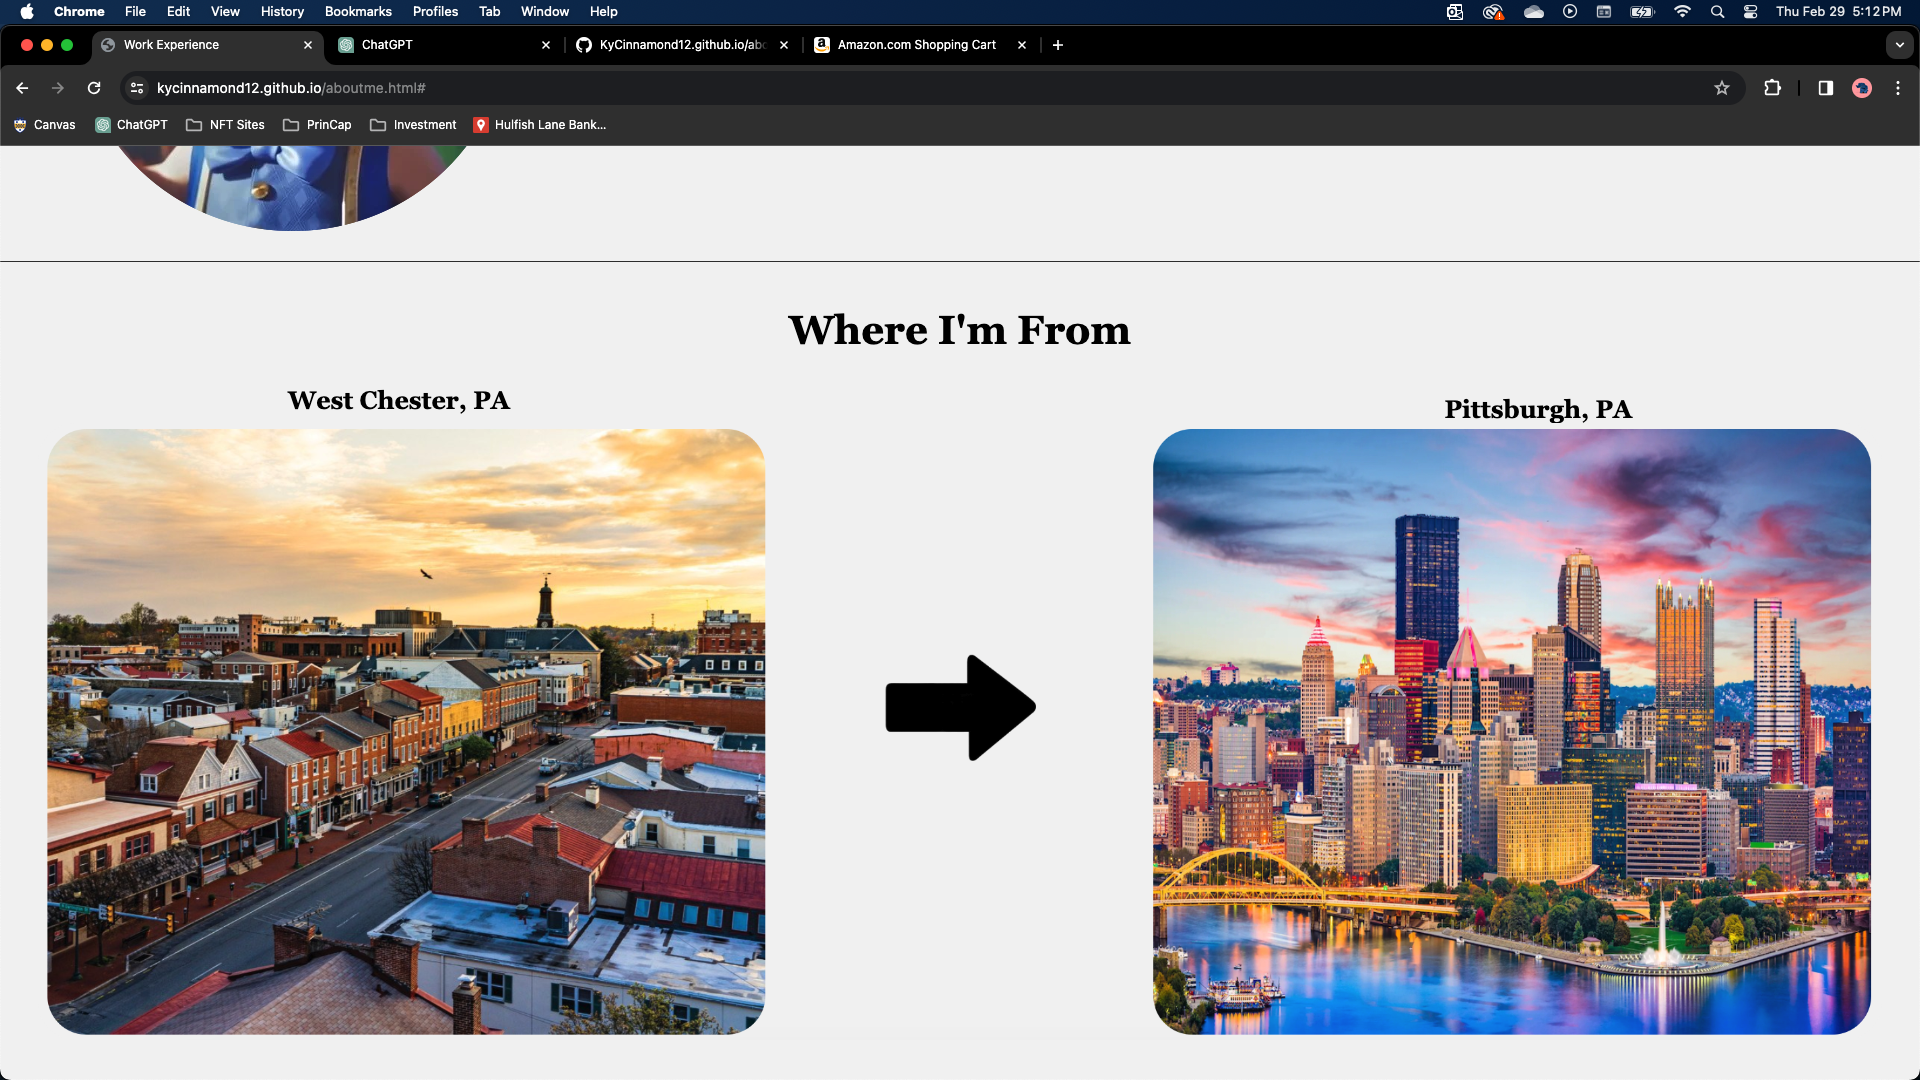 Chrome File Edit View History Bookmarks Profiles Tab Window Help Thu Feb 29 5:12 PM
Work Experience ChatGPT KyCinnamond12.github.io/abo Amazon.com Shopping Cart
kycinnamond12.github.io/aboutme.html#
Canvas ChatGPT NFT Sites PrinCap Investment Hulfish Lane Bank...
Where I'm From
West Chester, PA
Pittsburgh, PA